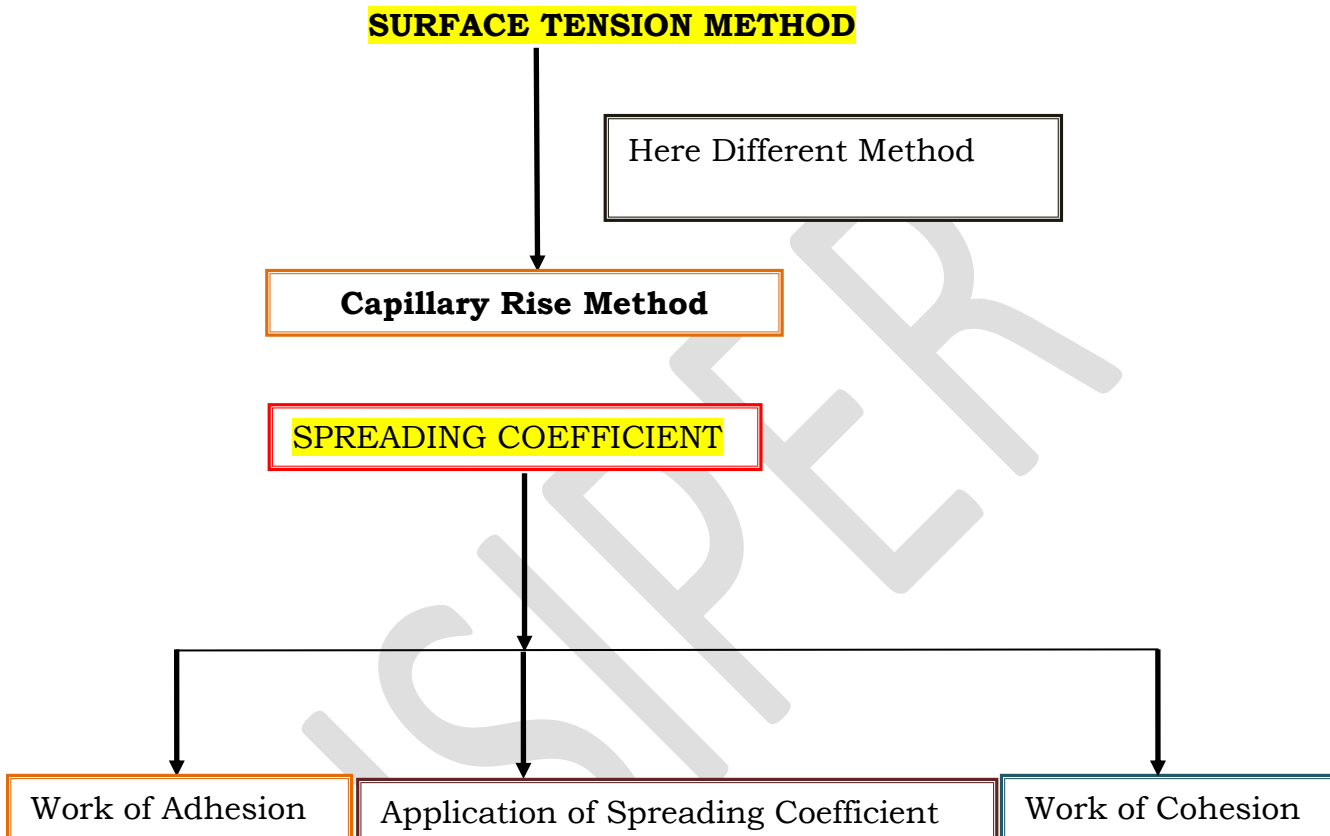 SURFACE TENSION METHOD
Here Different Method
Capillary Rise Method
SPREADING COEFFICIENT
Work of Adhesion
Application of Spreading Coefficient
Work of Cohesion
SIPER